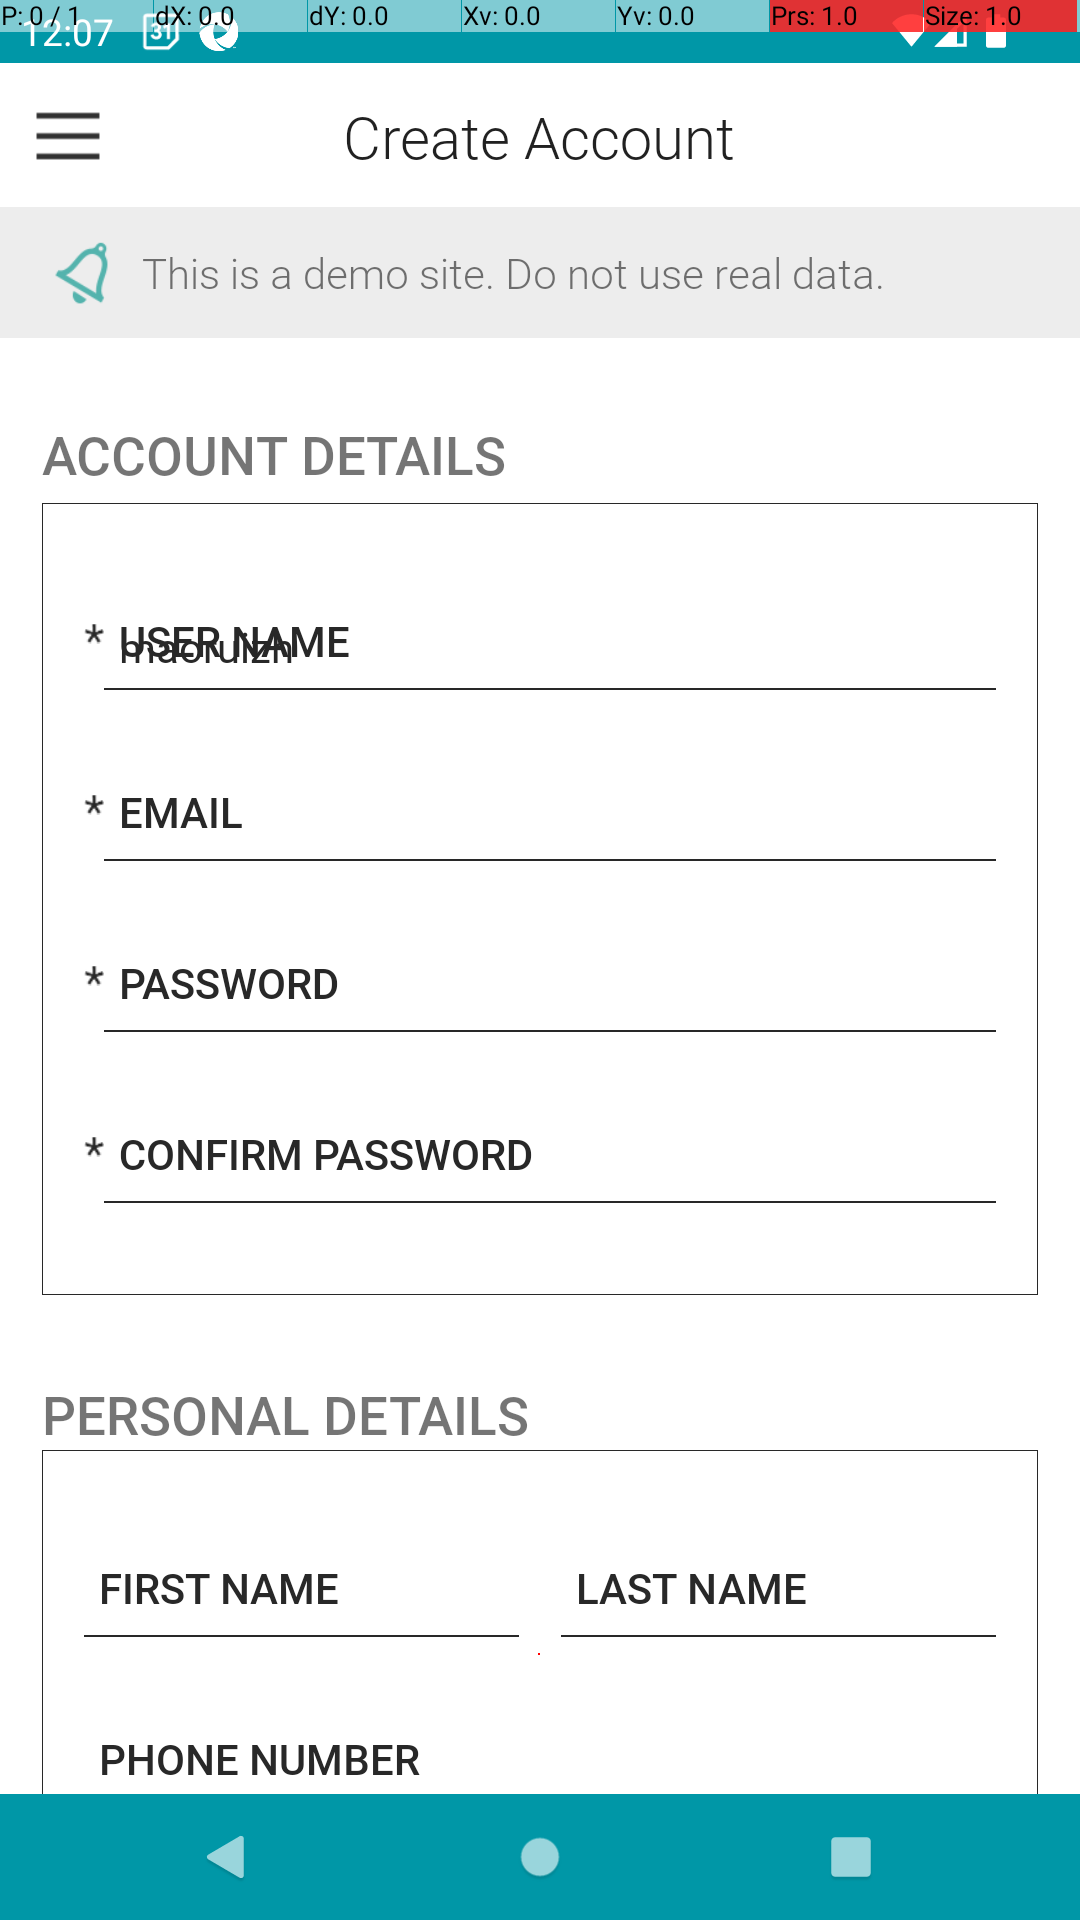 P: 0 / 1 dX: 0.0 dY: 0.0 Xv: 0.0 Yv: 0.0 Prs: 1.0 Size: 1.0
12:07 31
Create Account
This is a demo site. Do not use real data.
ACCOUNT DETAILS
* USER NAME
maoruizh
* EMAIL
* PASSWORD
* CONFIRM PASSWORD
PERSONAL DETAILS
FIRST NAME LAST NAME
PHONE NUMBER